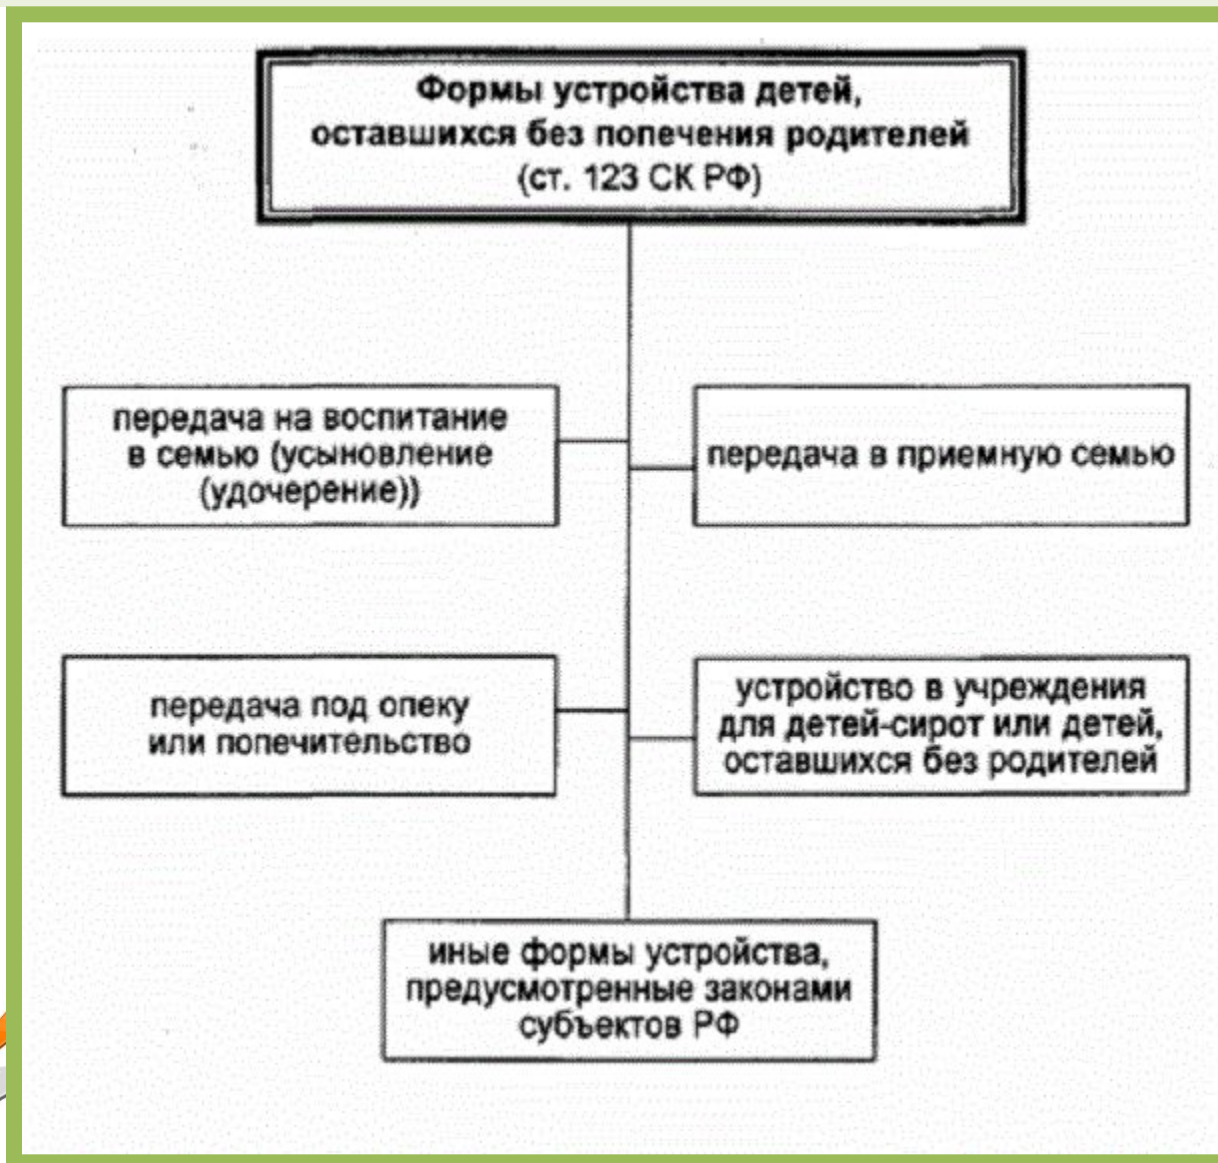 Формы устройства детей,
оставшихся без попечения родителей
(ст. 123 СК РФ)
передача на воспитание
в семью (усыновление
(удочерение))
передача в приемную семью
передача под опеку
или попечительство
устройство в учреждения
для детей-сирот или детей,
оставшихся без родителей
иные формы устройства,
предусмотренные законами
субъектов РФ